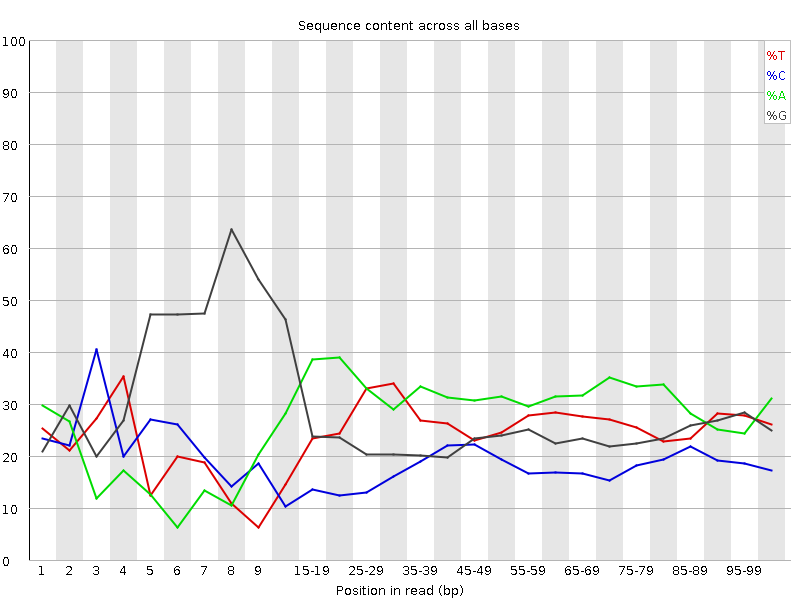 Sequence content across all bases
100
90
80
70
60
50
40
30
20
10
0
%T
%C
%A
%G
1 2 3 4 5 6 7 8 9 15-19 25-29 35-39 45-49 55-59 65-69 75-79 85-89 95-99
Position in read (bp)